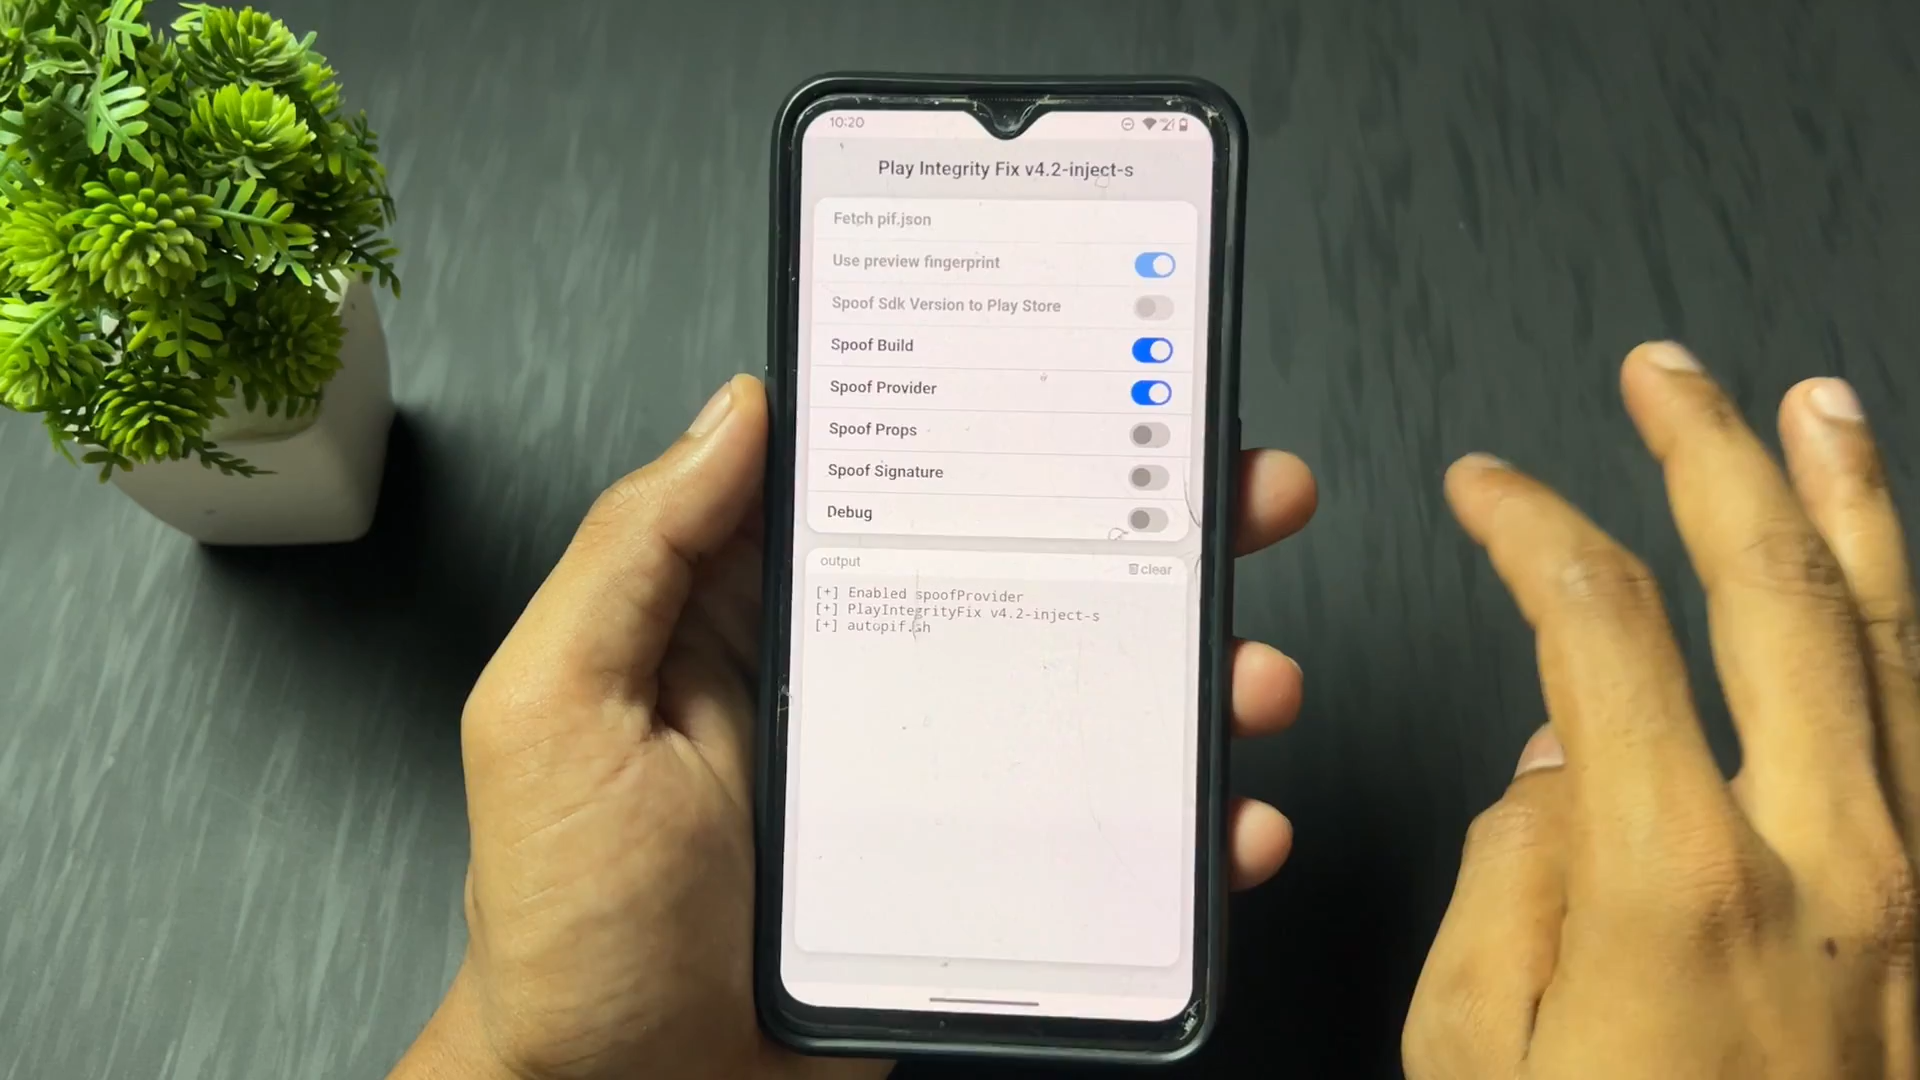 10:20
Play Integrity Fix v4.2-inject-s
Fetch pif.json
Use preview fingerprint
Spoof Sdk Version to Play Store
Spoof Build
Spoof Provider
Spoof Props
Spoof Signature
Debug
output
clear
[+] Enabled spoofProvider
[+] PlayIntegrityFix v4.2-inject-s
[+] autopif.sh